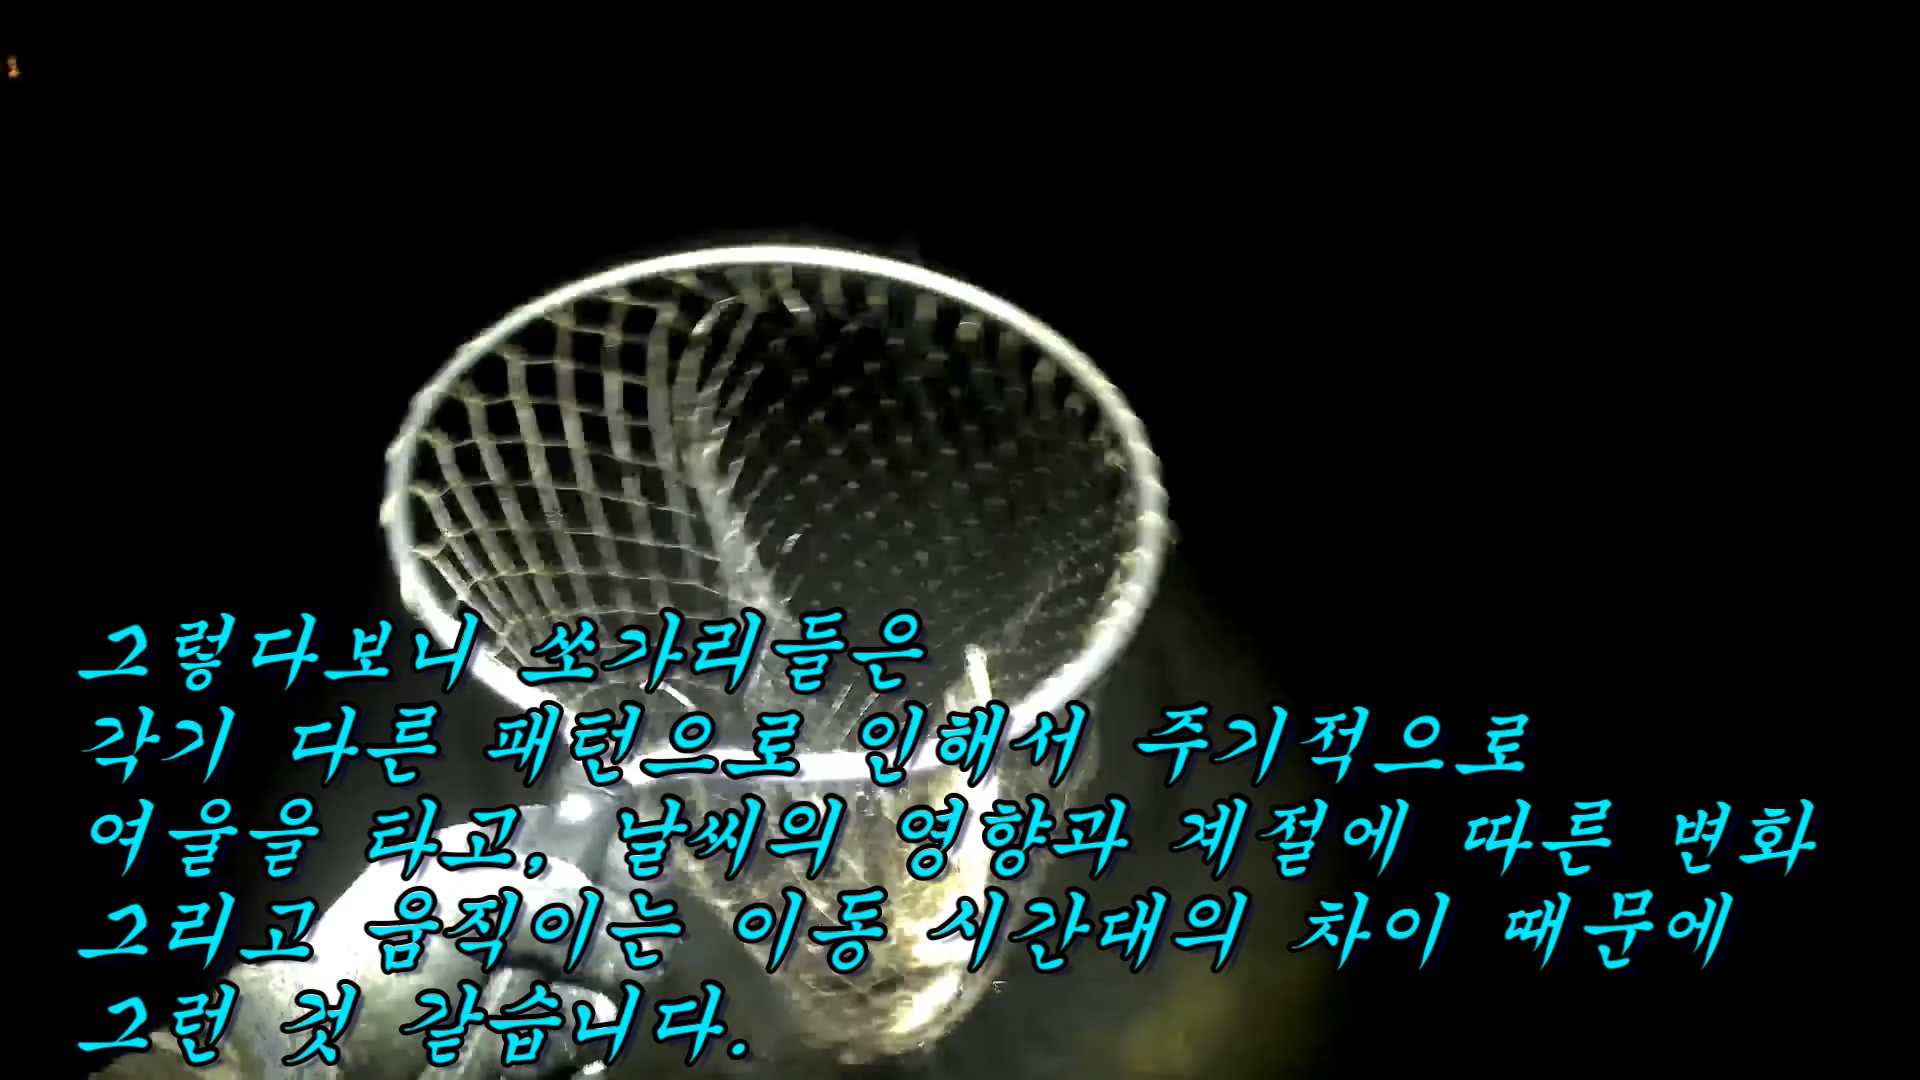 그렇다보니 쏘가리들은
각기 다른 패턴으로 인해서 주기적으로
여울을 타고, 날씨의 영향과 계절에 따른 변화
그리고 움직이는 이동 시간대의 차이 때문에
그런 것 같습니다.